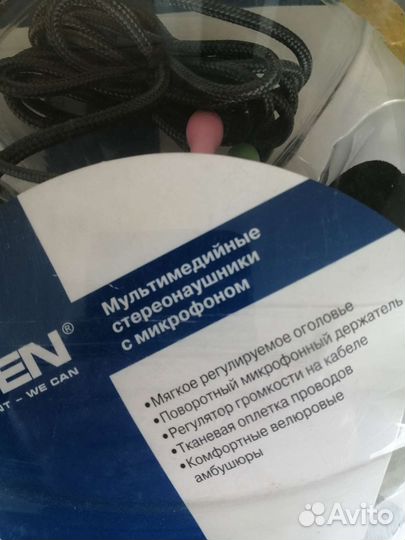 Мультимедийные
стереонаушники
с микрофоном
EN®
NT – WE CAN
•Мягкое регулируемое оголовье
•Поворотный микрофонный держатель
•Регулятор громкости на кабеле
•Тканевая оплетка проводов
•Комфортные велюровые
амбушюры
Avito